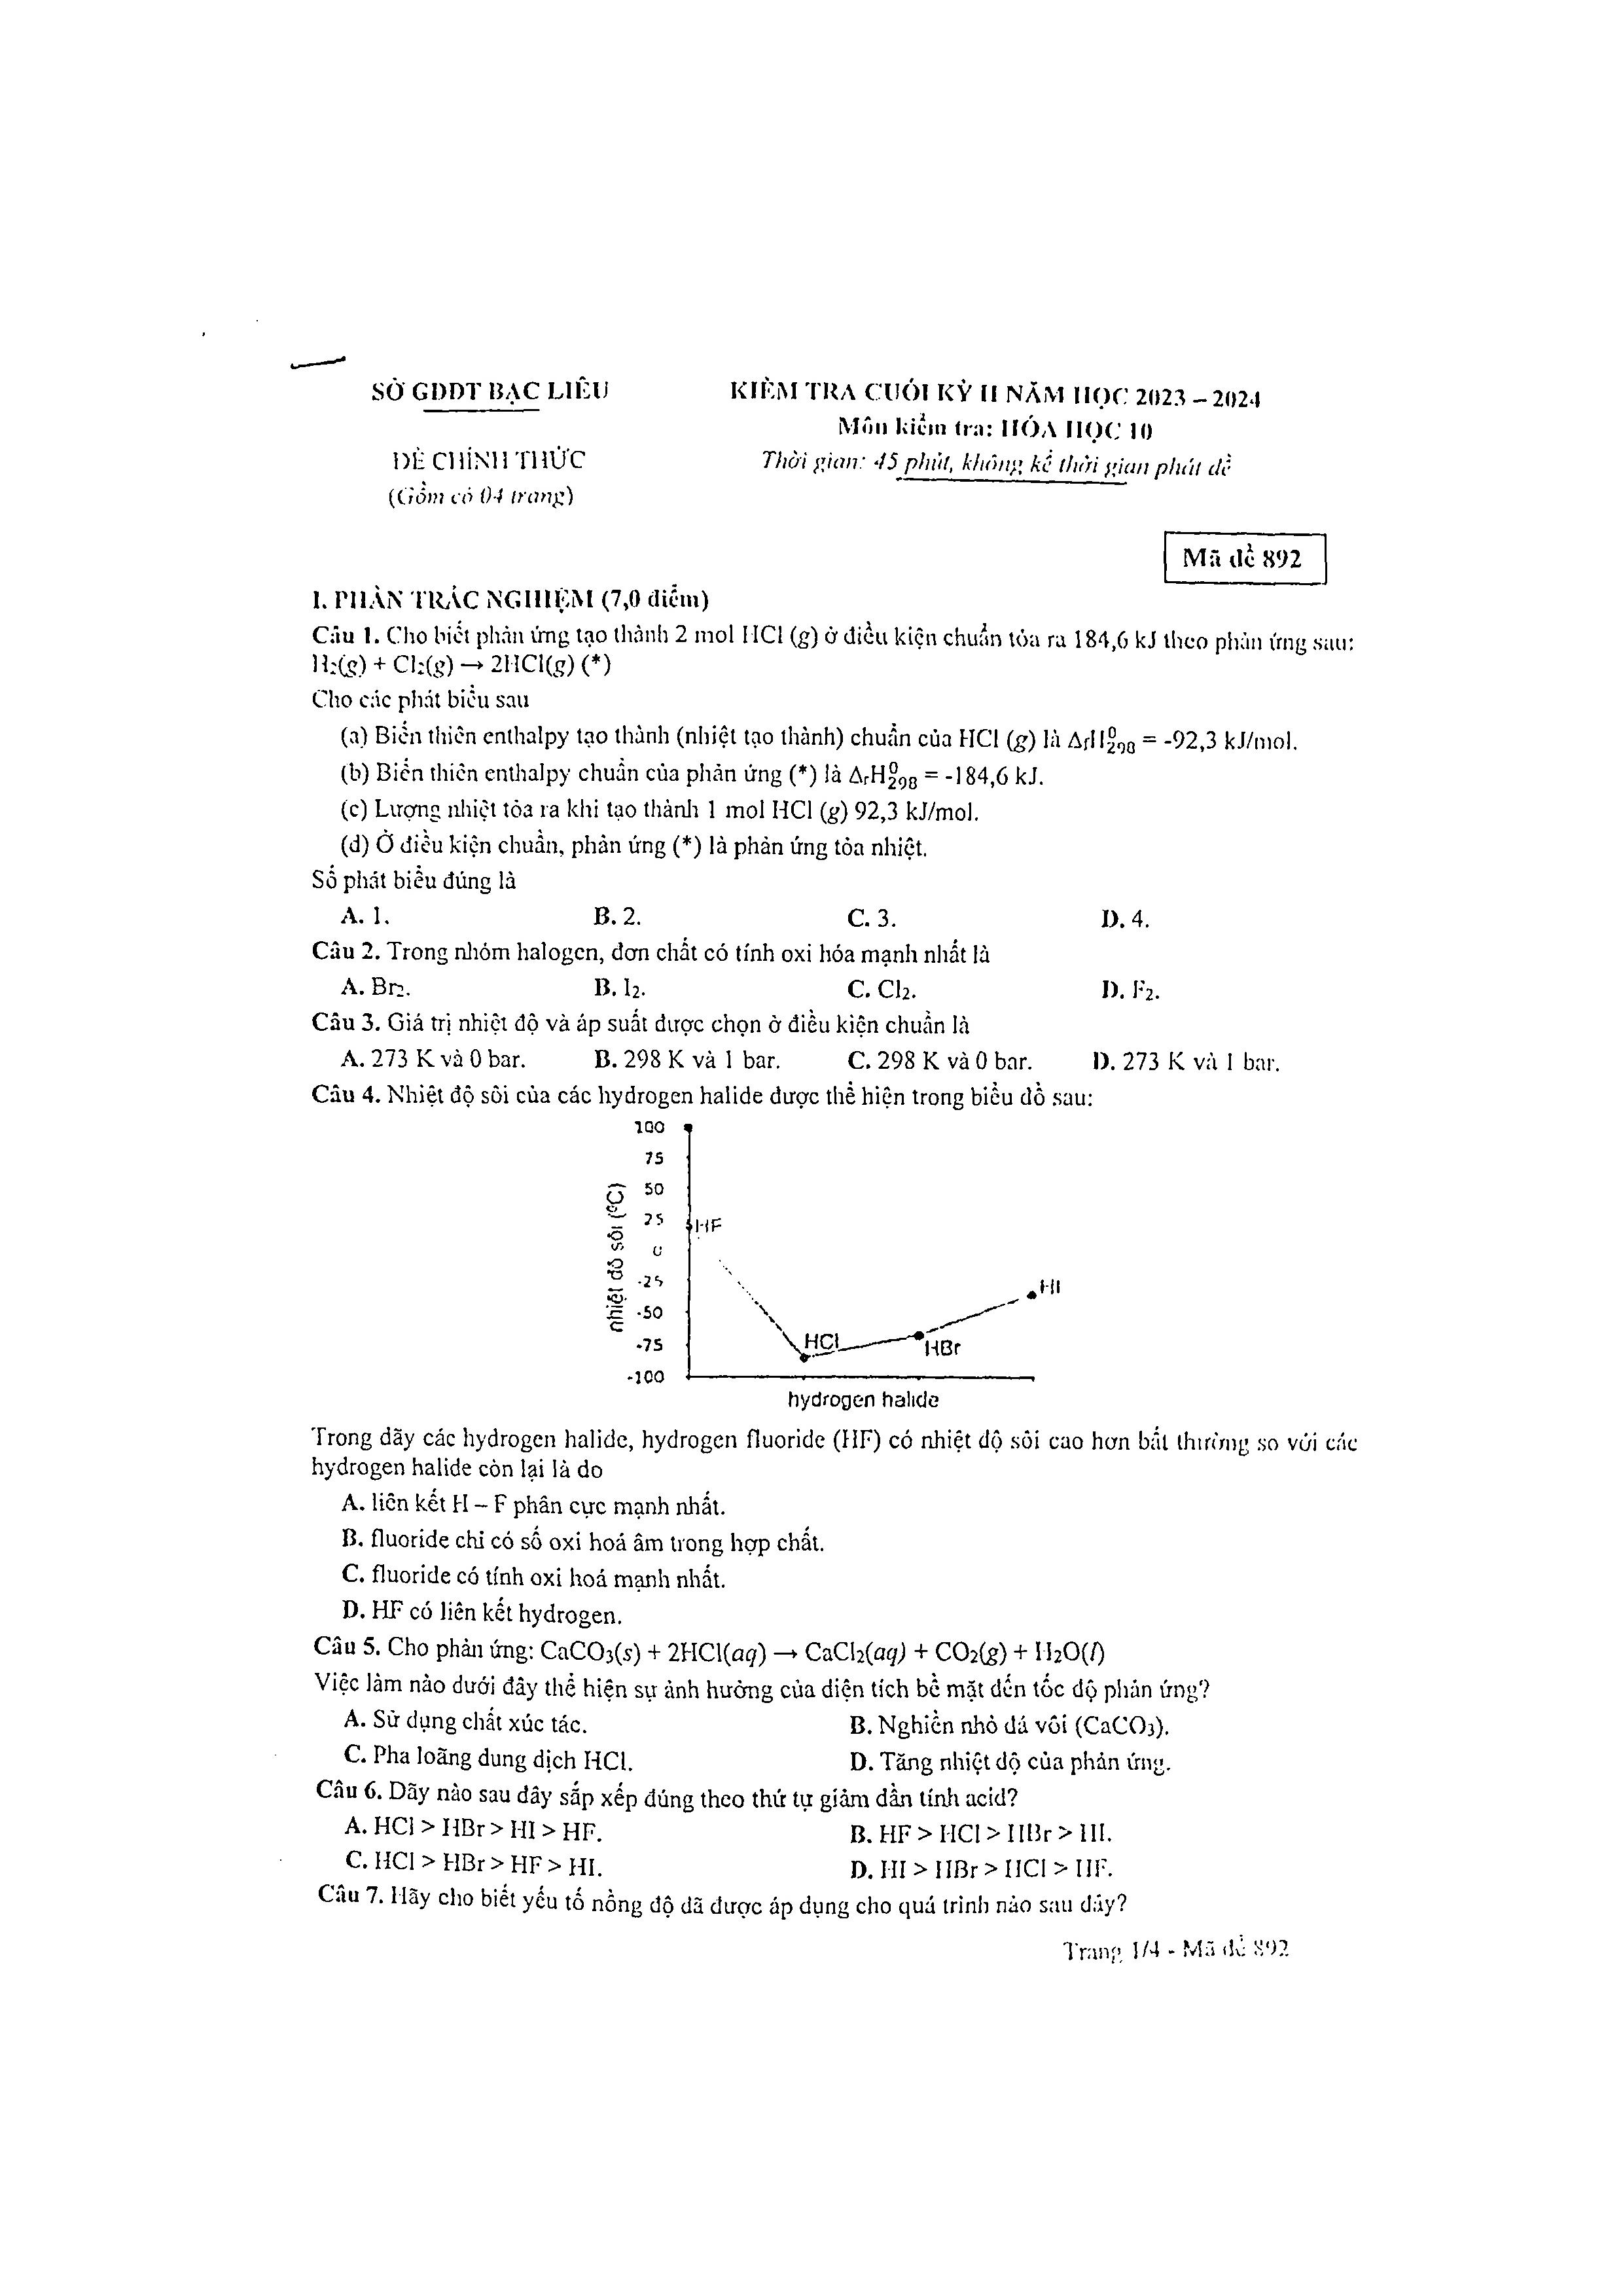 SỞ GDĐT BẠC LIÊU
KIỂM TRA CUỐI KỲ II NĂM HỌC 2023 – 2024
Môn kiểm tra: HÓA HỌC 10
ĐỀ CHÍNH THỨC
Thời gian: 45 phút, không kể thời gian phát đề
(Gồm có 04 trang)
Mã đề 892
I. PHẦN TRẮC NGHIỆM (7,0 điểm)
Câu 1. Cho biết phản ứng tạo thành 2 mol HCl (g) ở điều kiện chuẩn tỏa ra 184,6 kJ theo phản ứng sau:
H₂(g) + Cl₂(g) → 2HCl(g) (*)
Cho các phát biểu sau
(a) Biến thiên enthalpy tạo thành (nhiệt tạo thành) chuẩn của HCl (g) là ΔfH⁰₂₉₈ = -92,3 kJ/mol.
(b) Biến thiên enthalpy chuẩn của phản ứng (*) là ΔrH⁰₂₉₈ = -184,6 kJ.
(c) Lượng nhiệt tỏa ra khi tạo thành 1 mol HCl (g) 92,3 kJ/mol.
(d) Ở điều kiện chuẩn, phản ứng (*) là phản ứng tỏa nhiệt.
Số phát biểu đúng là
A. 1. B. 2. C. 3. D. 4.
Câu 2. Trong nhóm halogen, đơn chất có tính oxi hóa mạnh nhất là
A. Br₂. B. I₂. C. Cl₂. D. F₂.
Câu 3. Giá trị nhiệt độ và áp suất được chọn ở điều kiện chuẩn là
A. 273 K và 0 bar. B. 298 K và 1 bar. C. 298 K và 0 bar. D. 273 K và 1 bar.
Câu 4. Nhiệt độ sôi của các hydrogen halide được thể hiện trong biểu đồ sau:
100
75
50
25
0
-25
-50
-75
-100
nhiệt độ sôi (°C)
HF
HCl
HBr
HI
hydrogen halide
Trong dãy các hydrogen halide, hydrogen fluoride (HF) có nhiệt độ sôi cao hơn bất thường so với các
hydrogen halide còn lại là do
A. liên kết H – F phân cực mạnh nhất.
B. fluoride chỉ có số oxi hoá âm trong hợp chất.
C. fluoride có tính oxi hoá mạnh nhất.
D. HF có liên kết hydrogen.
Câu 5. Cho phản ứng: CaCO₃(s) + 2HCl(aq) → CaCl₂(aq) + CO₂(g) + H₂O(l)
Việc làm nào dưới đây thể hiện sự ảnh hưởng của diện tích bề mặt đến tốc độ phản ứng?
A. Sử dụng chất xúc tác. B. Nghiền nhỏ đá vôi (CaCO₃).
C. Pha loãng dung dịch HCl. D. Tăng nhiệt độ của phản ứng.
Câu 6. Dãy nào sau đây sắp xếp đúng theo thứ tự giảm dần tính acid?
A. HCl > HBr > HI > HF. B. HF > HCl > HBr > HI.
C. HCl > HBr > HF > HI. D. HI > HBr > HCl > HF.
Câu 7. Hãy cho biết yếu tố nồng độ đã được áp dụng cho quá trình nào sau đây?
Trang 1/4 - Mã đề 892